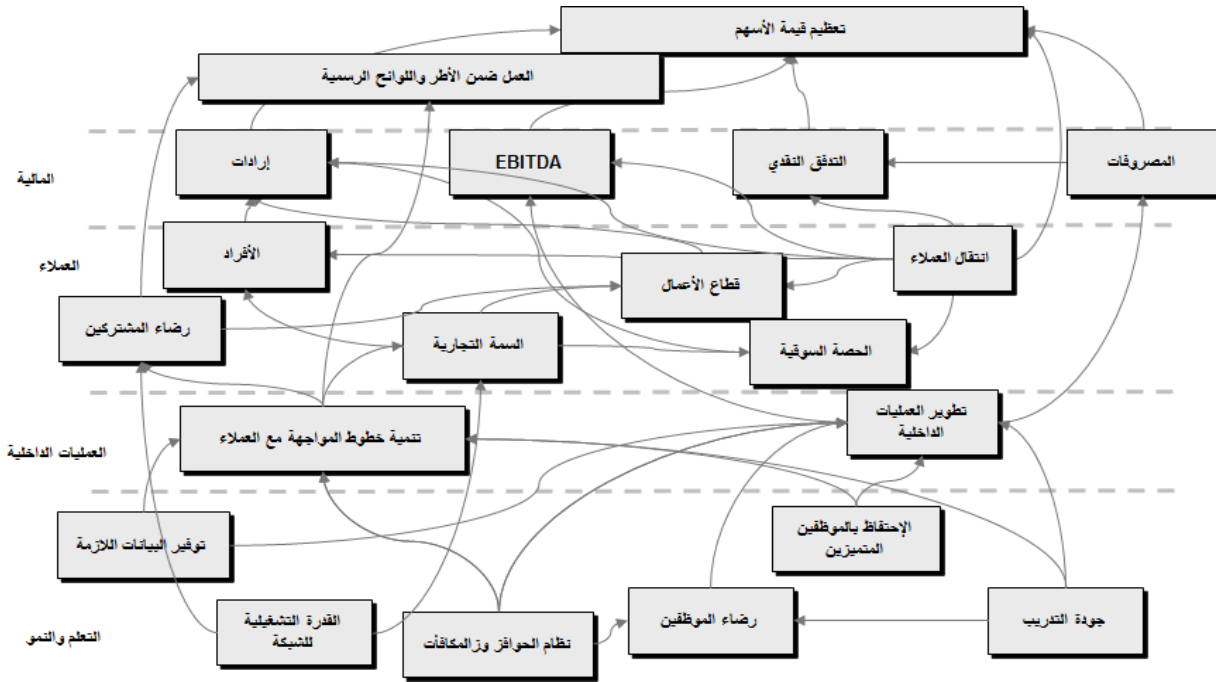 تعظيم قيمة الأسهم
العمل ضمن الأطر واللوائح الرسمية
المالية
إرادات
EBITDA
التدفق النقدي
المصروفات
العملاء
الأفراد
قطاع الأعمال
انتقال العملاء
رضاء المشتركين
السمة التجارية
الحصة السوقية
العمليات الداخلية
تنمية خطوط المواجهة مع العملاء
تطوير العمليات
الداخلية
توفير البيانات اللازمة
الإحتفاظ بالموظفين
المتميزين
التعلم والنمو
القدرة التشغيلية
للشبكة
نظام الحوافز وزالمكافأت
رضاء الموظفين
جودة التدريب